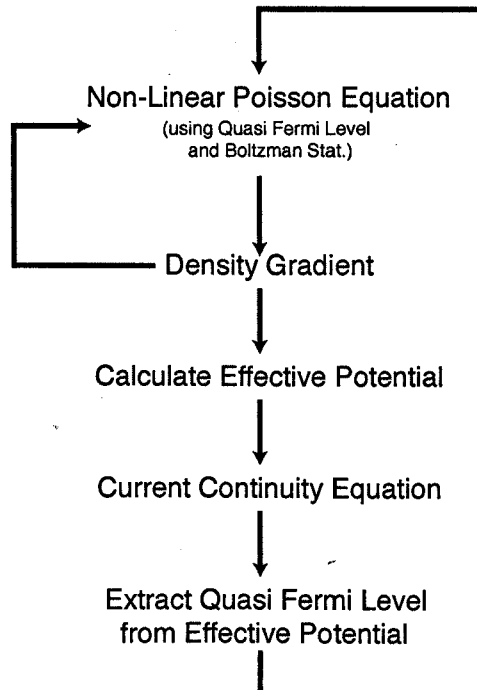 Non-Linear Poisson Equation
(using Quasi Fermi Level
and Boltzman Stat.)
Density Gradient
Calculate Effective Potential
Current Continuity Equation
Extract Quasi Fermi Level
from Effective Potential